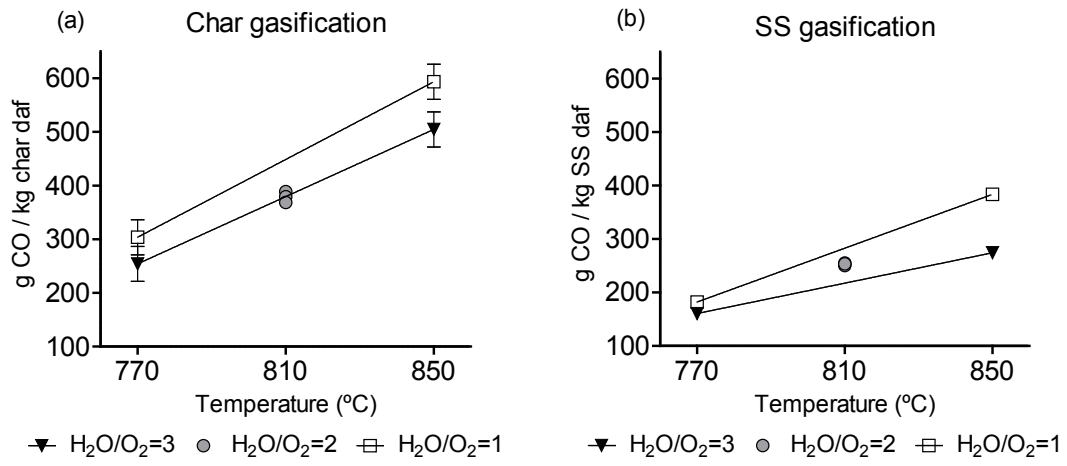 (a) Char gasification
g CO / kg char daf
600
500
400
300
200
100
770 810 850
Temperature (ºC)
H₂O/O₂=3 H₂O/O₂=2 H₂O/O₂=1
(b) SS gasification
g CO / kg SS daf
600
500
400
300
200
100
770 810 850
Temperature (ºC)
H₂O/O₂=3 H₂O/O₂=2 H₂O/O₂=1